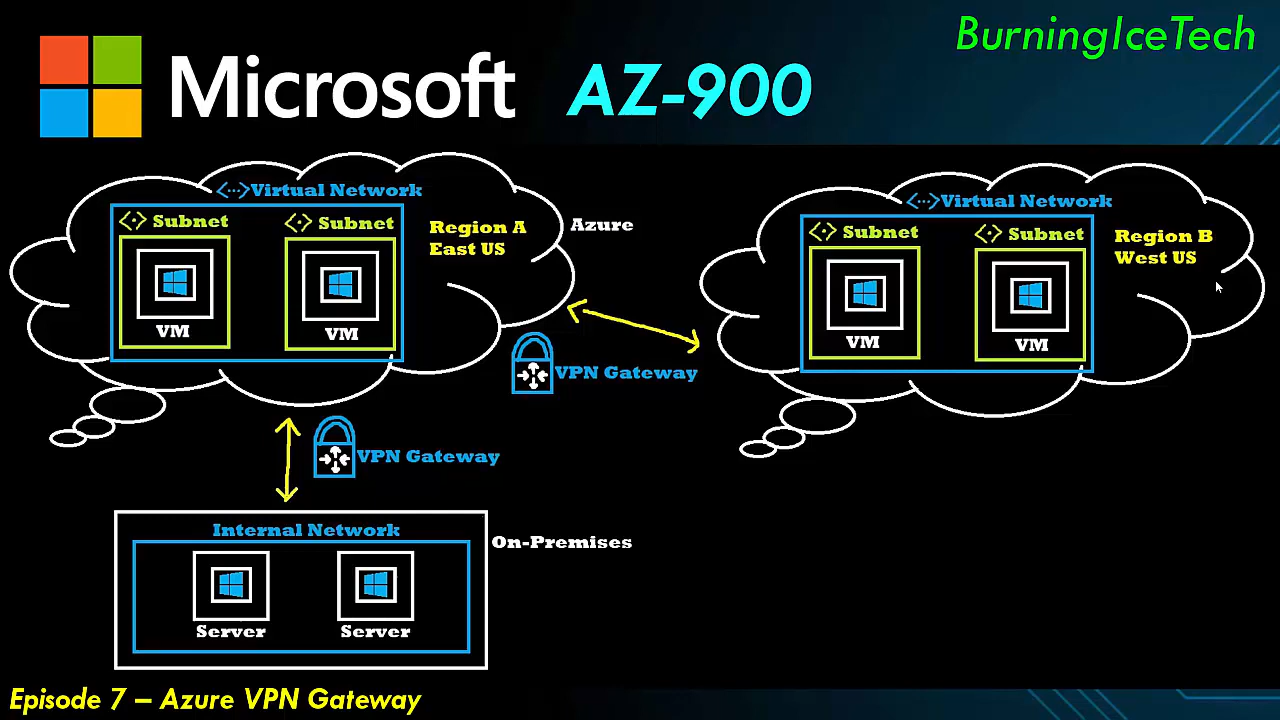 BurningIceTech
Microsoft AZ-900
Virtual Network
Subnet
Subnet
VM
VM
Region A
East US
Azure
Virtual Network
Subnet
Subnet
VM
VM
Region B
West US
VPN Gateway
VPN Gateway
Internal Network
On-Premises
Server
Server
Episode 7 – Azure VPN Gateway